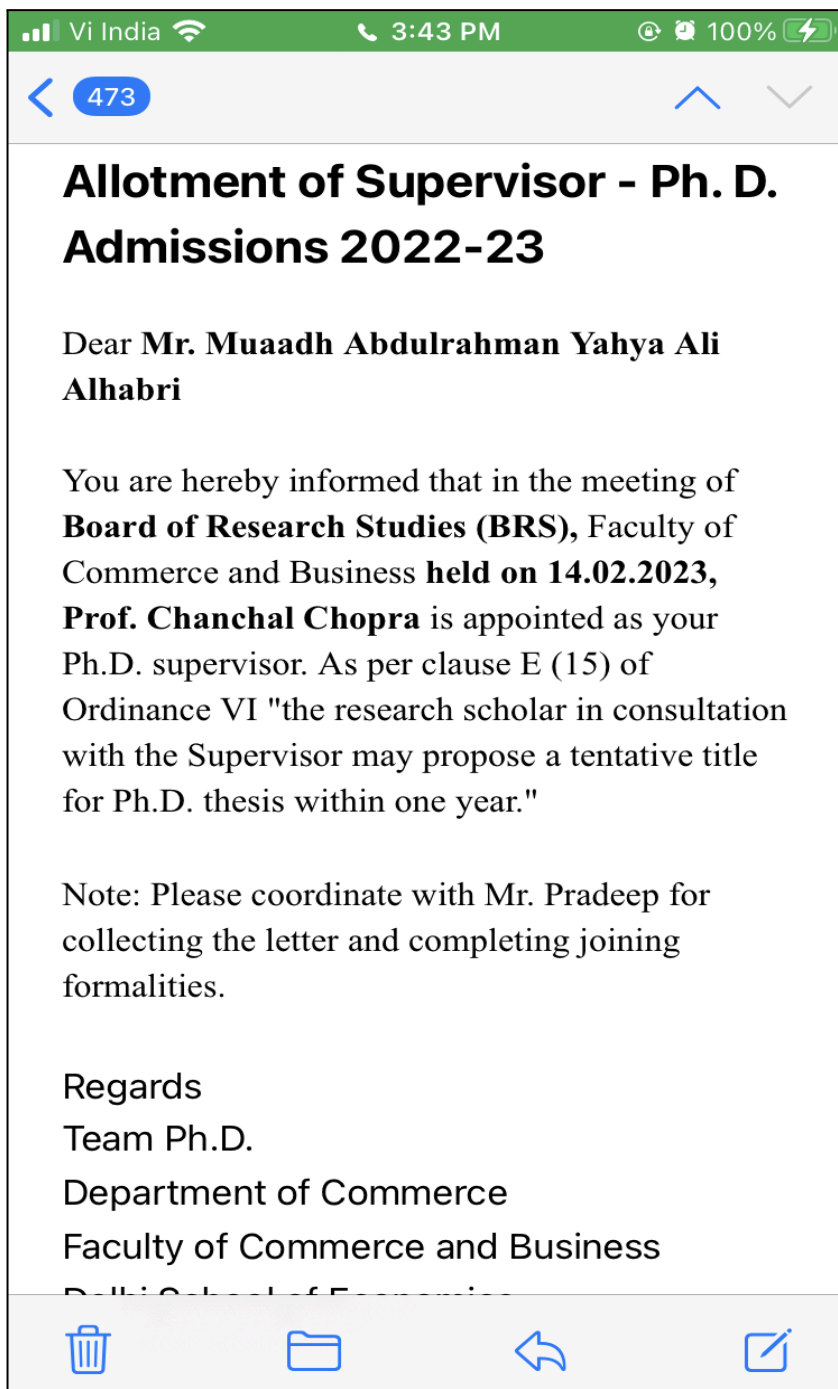 Vi India 3:43 PM 100%
473
Allotment of Supervisor - Ph. D.
Admissions 2022-23
Dear Mr. Muaadh Abdulrahman Yahya Ali
Alhabri
You are hereby informed that in the meeting of
Board of Research Studies (BRS), Faculty of
Commerce and Business held on 14.02.2023,
Prof. Chanchal Chopra is appointed as your
Ph.D. supervisor. As per clause E (15) of
Ordinance VI "the research scholar in consultation
with the Supervisor may propose a tentative title
for Ph.D. thesis within one year."
Note: Please coordinate with Mr. Pradeep for
collecting the letter and completing joining
formalities.
Regards
Team Ph.D.
Department of Commerce
Faculty of Commerce and Business
Delhi School of Economics